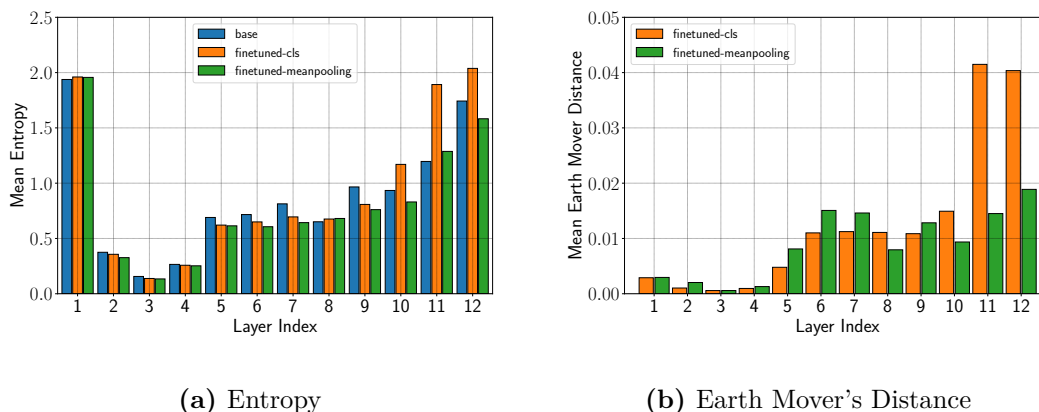 2.5
2.0
1.5
1.0
0.5
0.0
Mean Entropy
base
finetuned-cls
finetuned-meanpooling
1 2 3 4 5 6 7 8 9 10 11 12
Layer Index
(a) Entropy
0.05
0.04
0.03
0.02
0.01
0.00
Mean Earth Mover Distance
finetuned-cls
finetuned-meanpooling
1 2 3 4 5 6 7 8 9 10 11 12
Layer Index
(b) Earth Mover's Distance